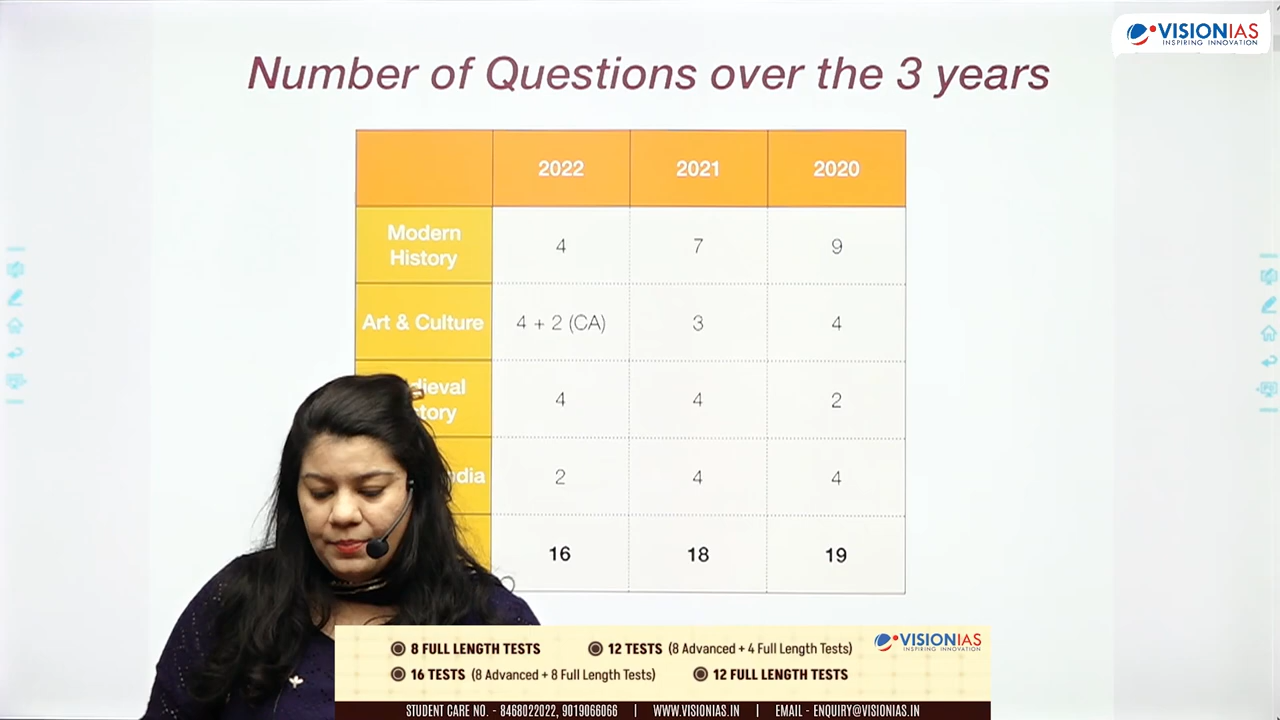 VISIONIAS
INSPIRING INNOVATION
Number of Questions over the 3 years
2022 2021 2020
Modern
History
4 7 9
Art & Culture 4 + 2 (CA) 3 4
4 4 2
2 4 4
16 18 19
8 FULL LENGTH TESTS
12 TESTS (8 Advanced + 4 Full Length Tests)
VISIONIAS
INSPIRING INNOVATION
16 TESTS (8 Advanced + 8 Full Length Tests)
12 FULL LENGTH TESTS
STUDENT CARE NO. - 8468022022, 9019066066 | WWW.VISIONIAS.IN | EMAIL - ENQUIRY@VISIONIAS.IN